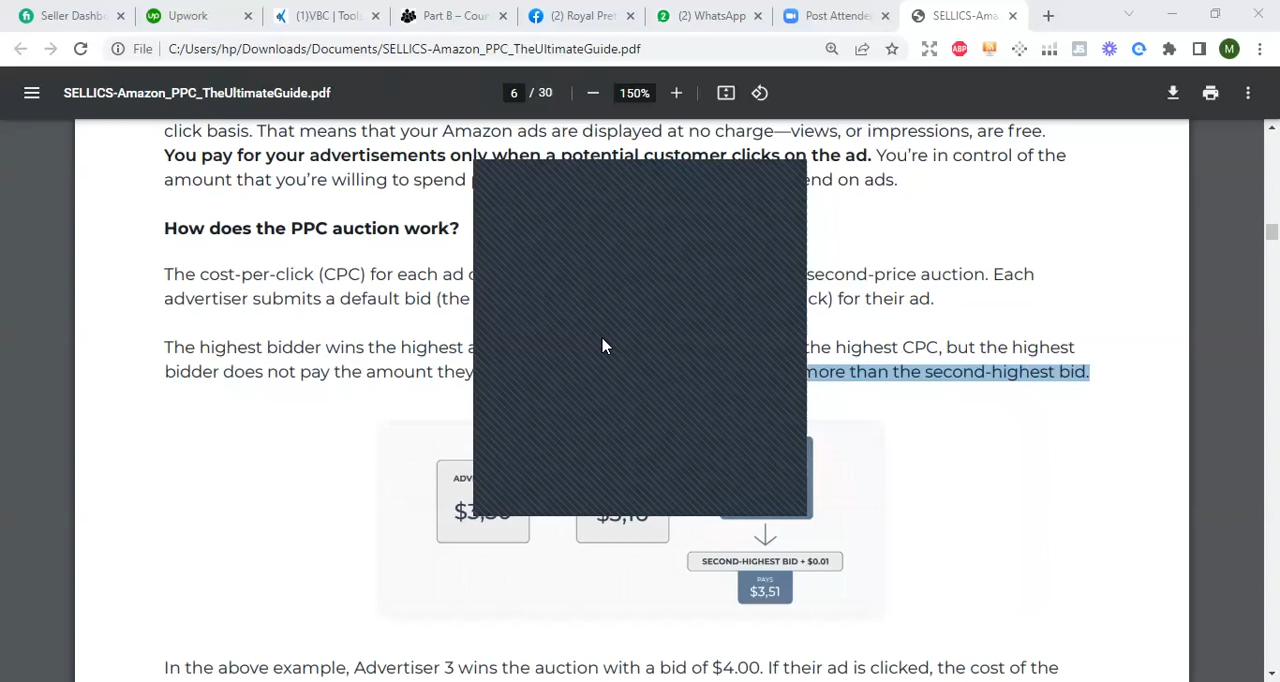 Seller Dashb
Upwork
(1)VBC | Tool
Part B – Cour
(2) Royal Pret
(2) WhatsApp
Post Attende
SELLICS-Ama
File C:/Users/hp/Downloads/Documents/SELLICS-Amazon_PPC_TheUltimateGuide.pdf
ABP
JS
M
SELLICS-Amazon_PPC_TheUltimateGuide.pdf
6 / 30
150%
click basis. That means that your Amazon ads are displayed at no charge—views, or impressions, are free.
You pay for your advertisements only when a potential customer clicks on the ad. You're in control of the
amount that you're willing to spend end on ads.
How does the PPC auction work?
The cost-per-click (CPC) for each ad second-price auction. Each
advertiser submits a default bid (the ck) for their ad.
The highest bidder wins the highest the highest CPC, but the highest
bidder does not pay the amount they more than the second-highest bid.
ADV
SECOND-HIGHEST BID + $0.01
PAYS
$3,51
In the above example, Advertiser 3 wins the auction with a bid of $4.00. If their ad is clicked, the cost of the